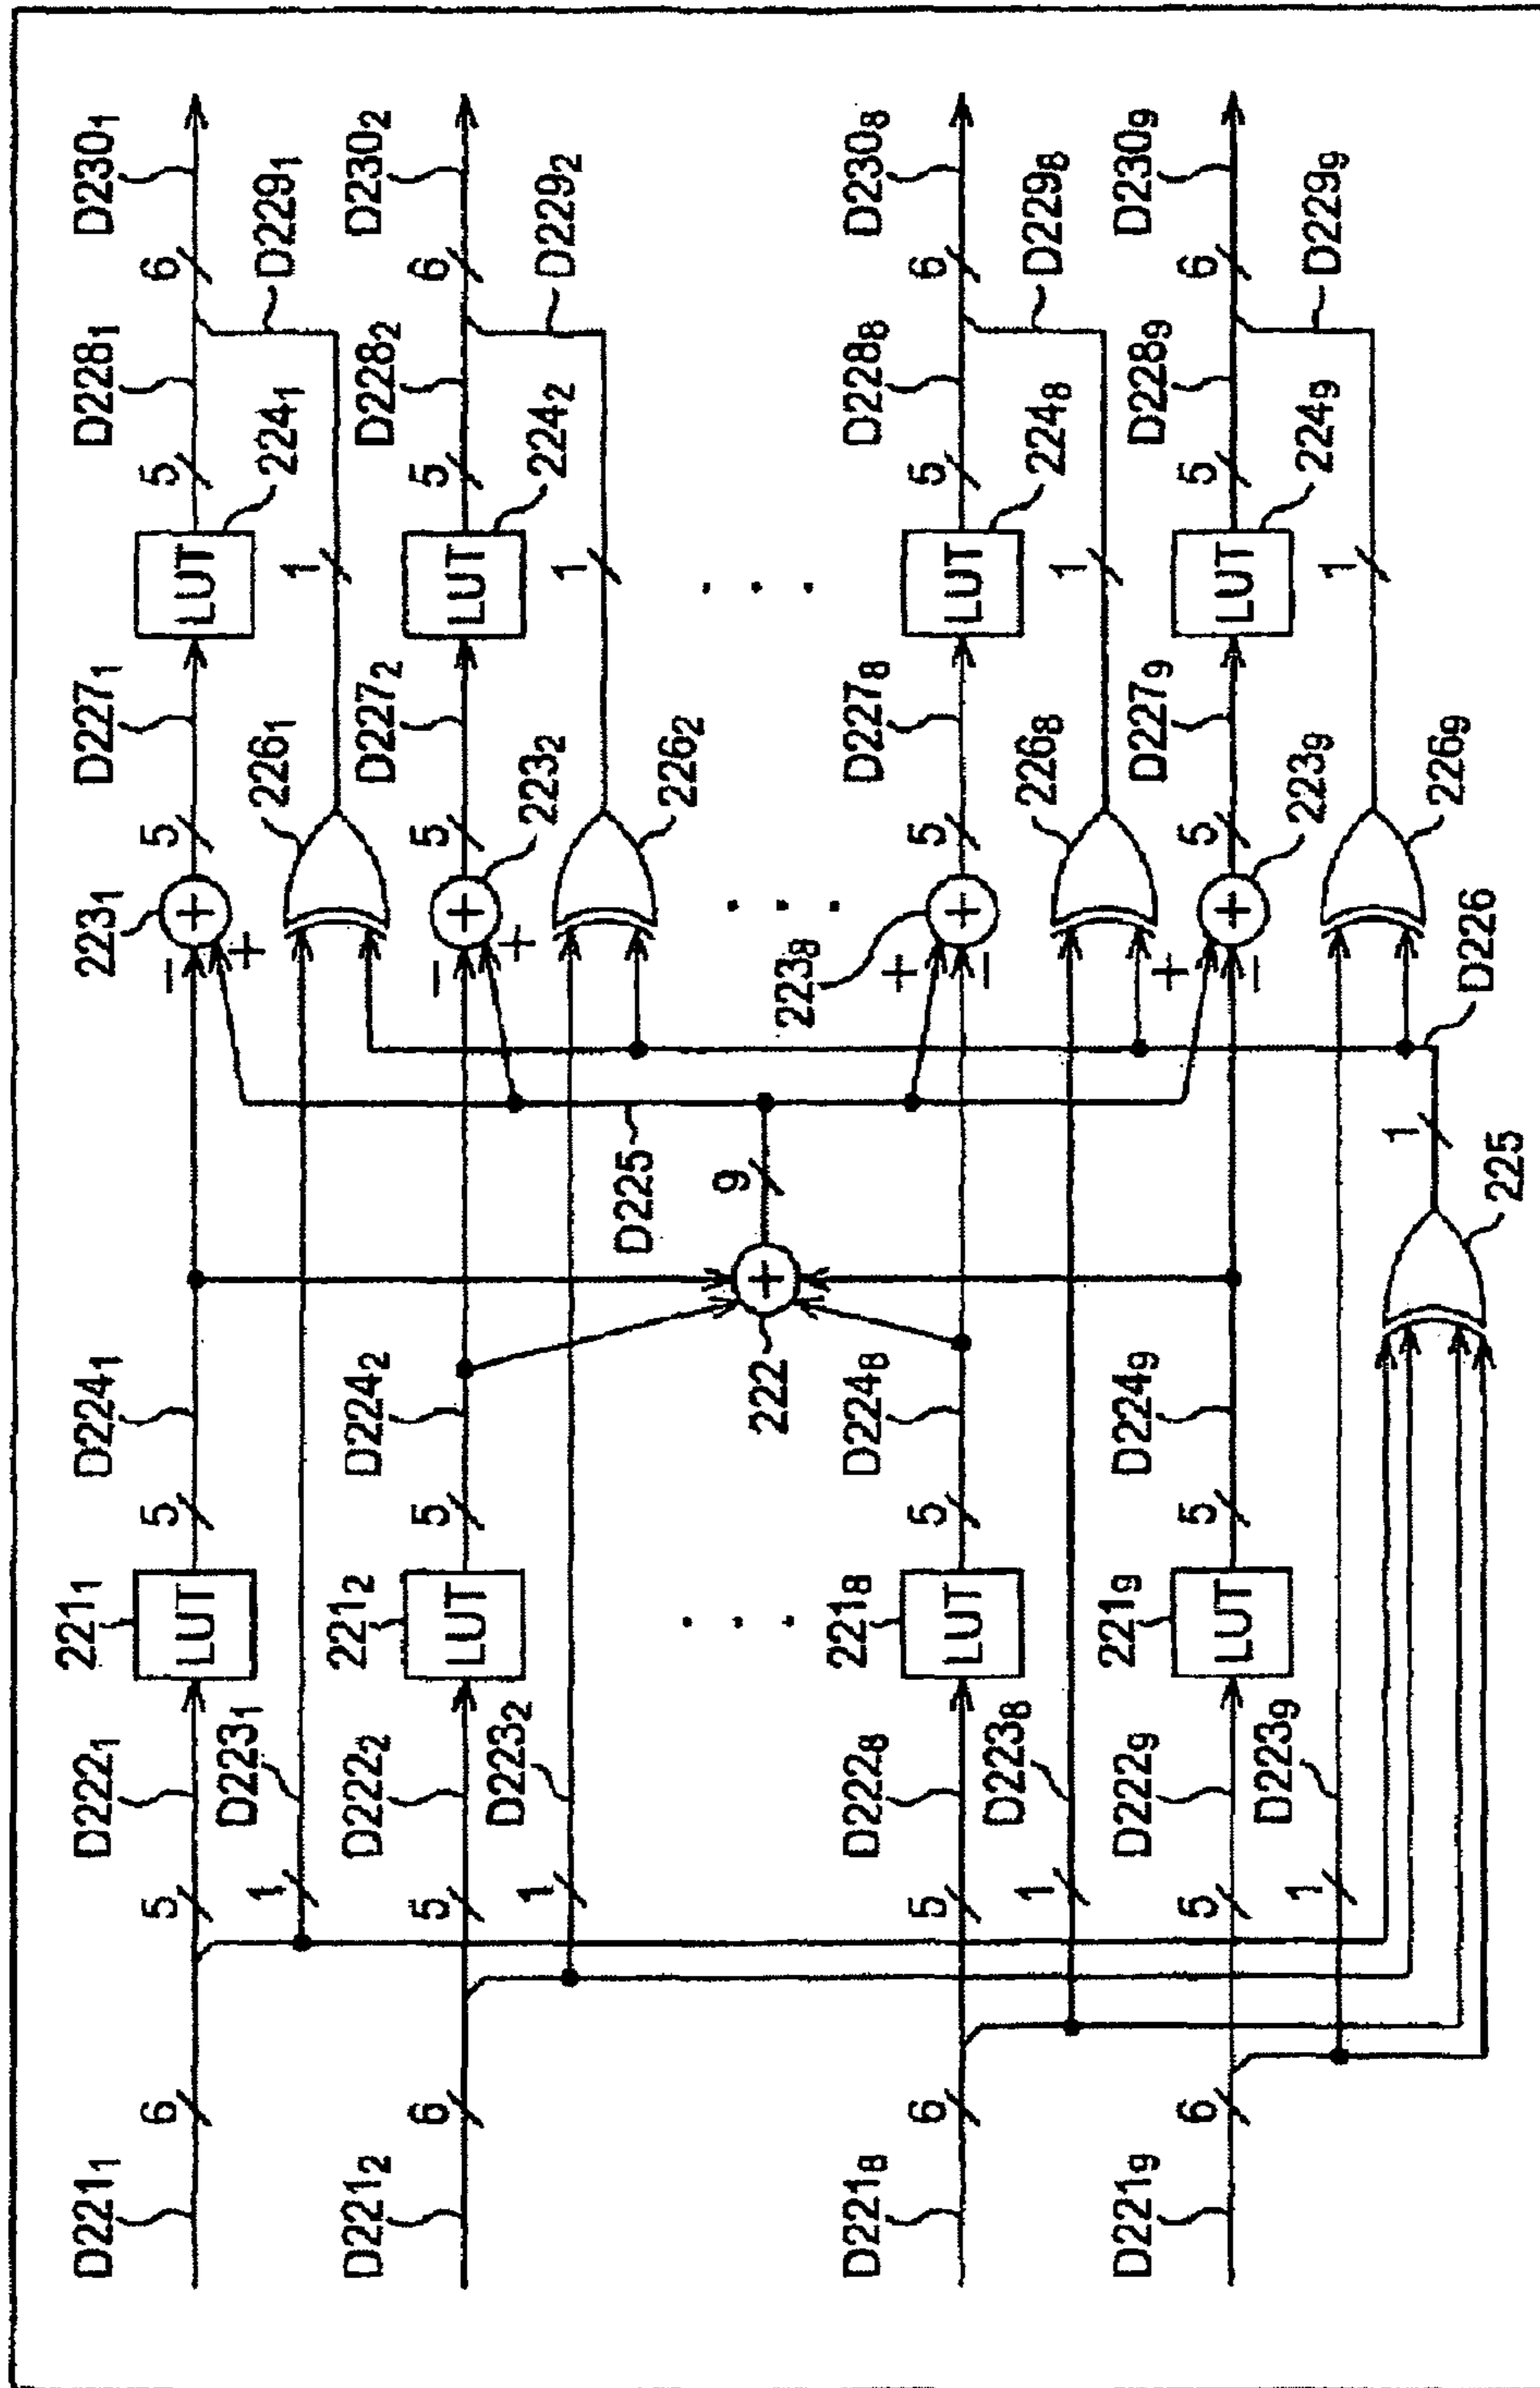 D221₁ D222₁ 221₁ D224₁ 223₁ D227₁ D228₁ D230₁
6 5 5 − 5 5 6
LUT + LUT
D223₁ + 226₁ 224₁ D229₁
1 1
D221₂ D222₂ 221₂ D224₂ D227₂ D228₂ D230₂
6 5 5 − 5 5 6
LUT + LUT
D223₂ + 223₂ 224₂ D229₂
1 226₂ 1
D225
9
222 +
223₈
D221₈ D222₈ 221₈ D224₈ + D227₈ D228₈ D230₈
6 5 5 5 5 6
LUT + LUT
D223₈ − 226₈ 224₈ D229₈
1 1
D221₉ D222₉ 221₉ D224₉ + D227₉ D228₉ D230₉
6 5 5 5 5 6
LUT + LUT
D223₉ − 223₉ 224₉ D229₉
1 226₉ 1
1 D226
225